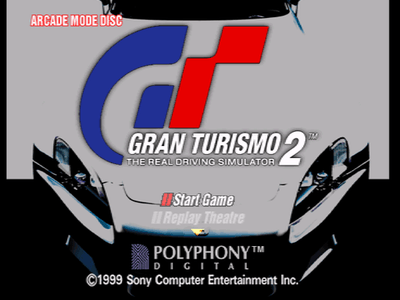 ARCADE MODE DISC
GT
GRAN TURISMO 2™
THE REAL DRIVING SIMULATOR
Start Game
Replay Theatre
POLYPHONY™
DIGITAL
©1999 Sony Computer Entertainment Inc.